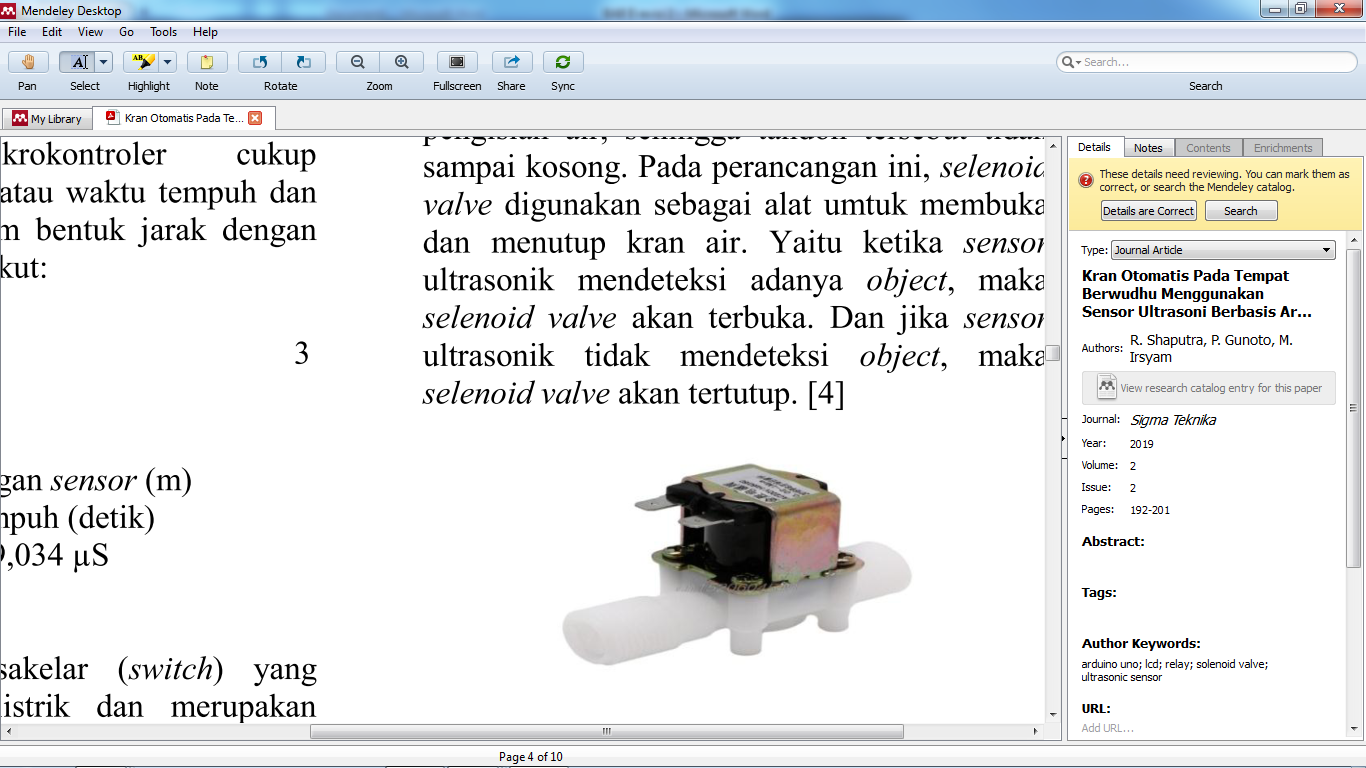 Mendeley Desktop
File Edit View Go Tools Help
Pan Select Highlight Note Rotate Zoom Fullscreen Share Sync
Search...
Search
My Library
Kran Otomatis Pada Te...
krokontroler cukup
atau waktu tempuh dan
m bentuk jarak dengan
kut:
3
gan sensor (m)
npuh (detik)
9,034 µS
sakelar (switch) yang
listrik dan merupakan
pengisian air, sehingga tandon tersebut tidak
sampai kosong. Pada perancangan ini, selenoid
valve digunakan sebagai alat umtuk membuka
dan menutup kran air. Yaitu ketika sensor
ultrasonik mendeteksi adanya object, maka
selenoid valve akan terbuka. Dan jika sensor
ultrasonik tidak mendeteksi object, maka
selenoid valve akan tertutup. [4]
Details Notes Contents Enrichments
These details need reviewing. You can mark them as
correct, or search the Mendeley catalog.
Details are Correct Search
Type: Journal Article
Kran Otomatis Pada Tempat
Berwudhu Menggunakan
Sensor Ultrasoni Berbasis Ar...
Authors: R. Shaputra, P. Gunoto, M.
Irsyam
View research catalog entry for this paper
Journal: Sigma Teknika
Year: 2019
Volume: 2
Issue: 2
Pages: 192-201
Abstract:
Tags:
Author Keywords:
arduino uno; lcd; relay; solenoid valve;
ultrasonic sensor
URL:
Add URL...
Page 4 of 10